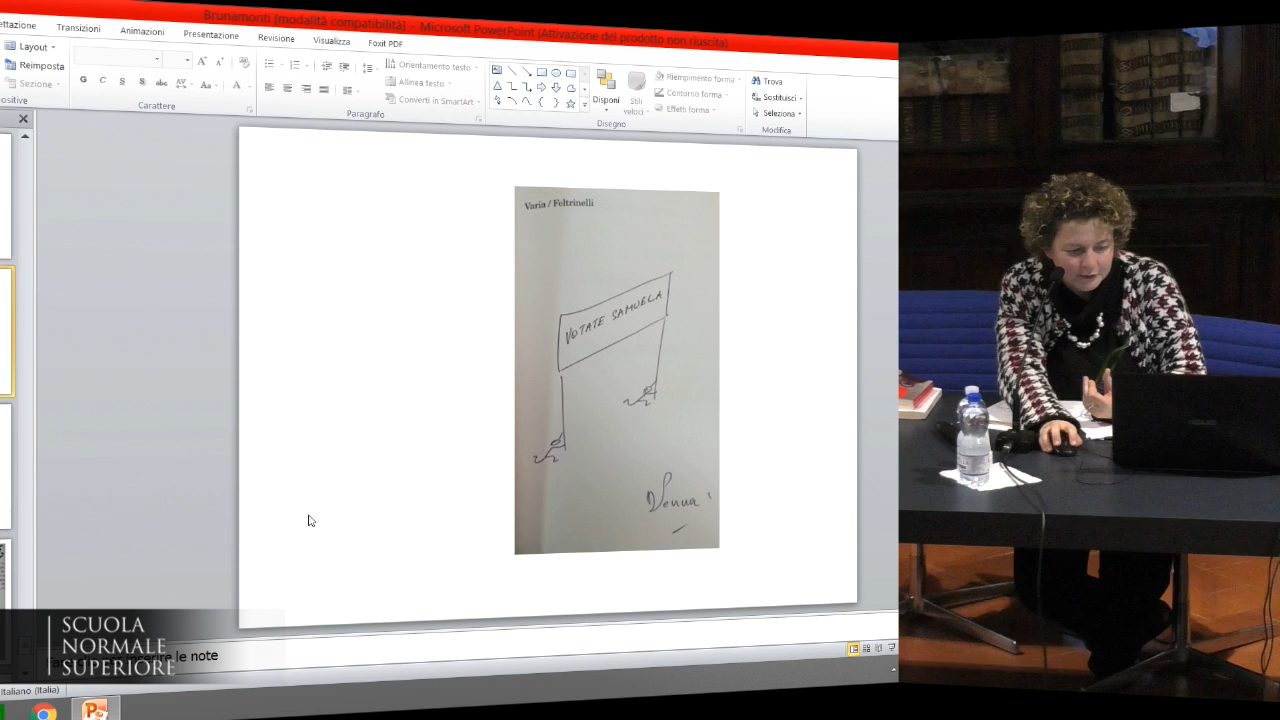 Brunamonti [modalità compatibilità] - Microsoft PowerPoint (Attivazione del prodotto non riuscita)
Transizioni Animazioni Presentazione Revisione Visualizza Foxit PDF
Layout
Reimposta
Sezione
Carattere
Orientamento testo
Allinea testo
Converti in SmartArt
Paragrafo
Disponi
Stili
veloci
Riempimento forma
Contorno forma
Effetti forma
Disegno
Trova
Sostituisci
Seleziona
Modifica
Varia / Feltrinelli
VOTATE SAMUELA
SCUOLA
NORMALE
SUPERIORE
le note
Italiano (Italia)
ASUS